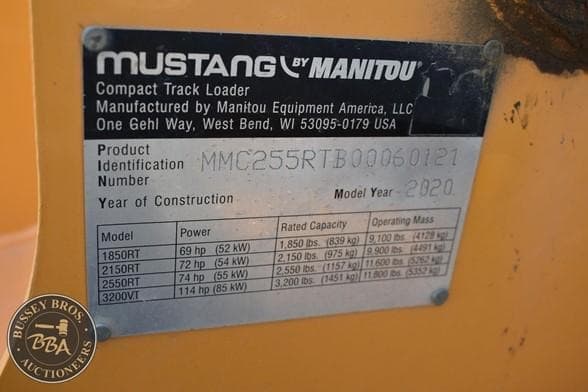 MUSTANG BY MANITOU
Compact Track Loader
Manufactured by Manitou Equipment America, LLC
One Gehl Way, West Bend, WI 53095-0179 USA
Product
Identification MMC255RTB00060121
Number
Year of Construction Model Year 2020
Model Power Rated Capacity Operating Mass
1850RT 69 hp (52 kW) 1,850 lbs. (839 kg) 9,100 lbs. (4128 kg)
2150RT 72 hp (54 kW) 2,150 lbs. (975 kg) 9,900 lbs. (4491 kg)
2550RT 74 hp (55 kW) 2,550 lbs. (1157 kg) 11,600 lbs. (5262 kg)
3200VT 114 hp (85 kW) 3,200 lbs. (1451 kg) 11,800 lbs. (5352 kg)
BUSSEY BROS.
BBA
AUCTIONEERS